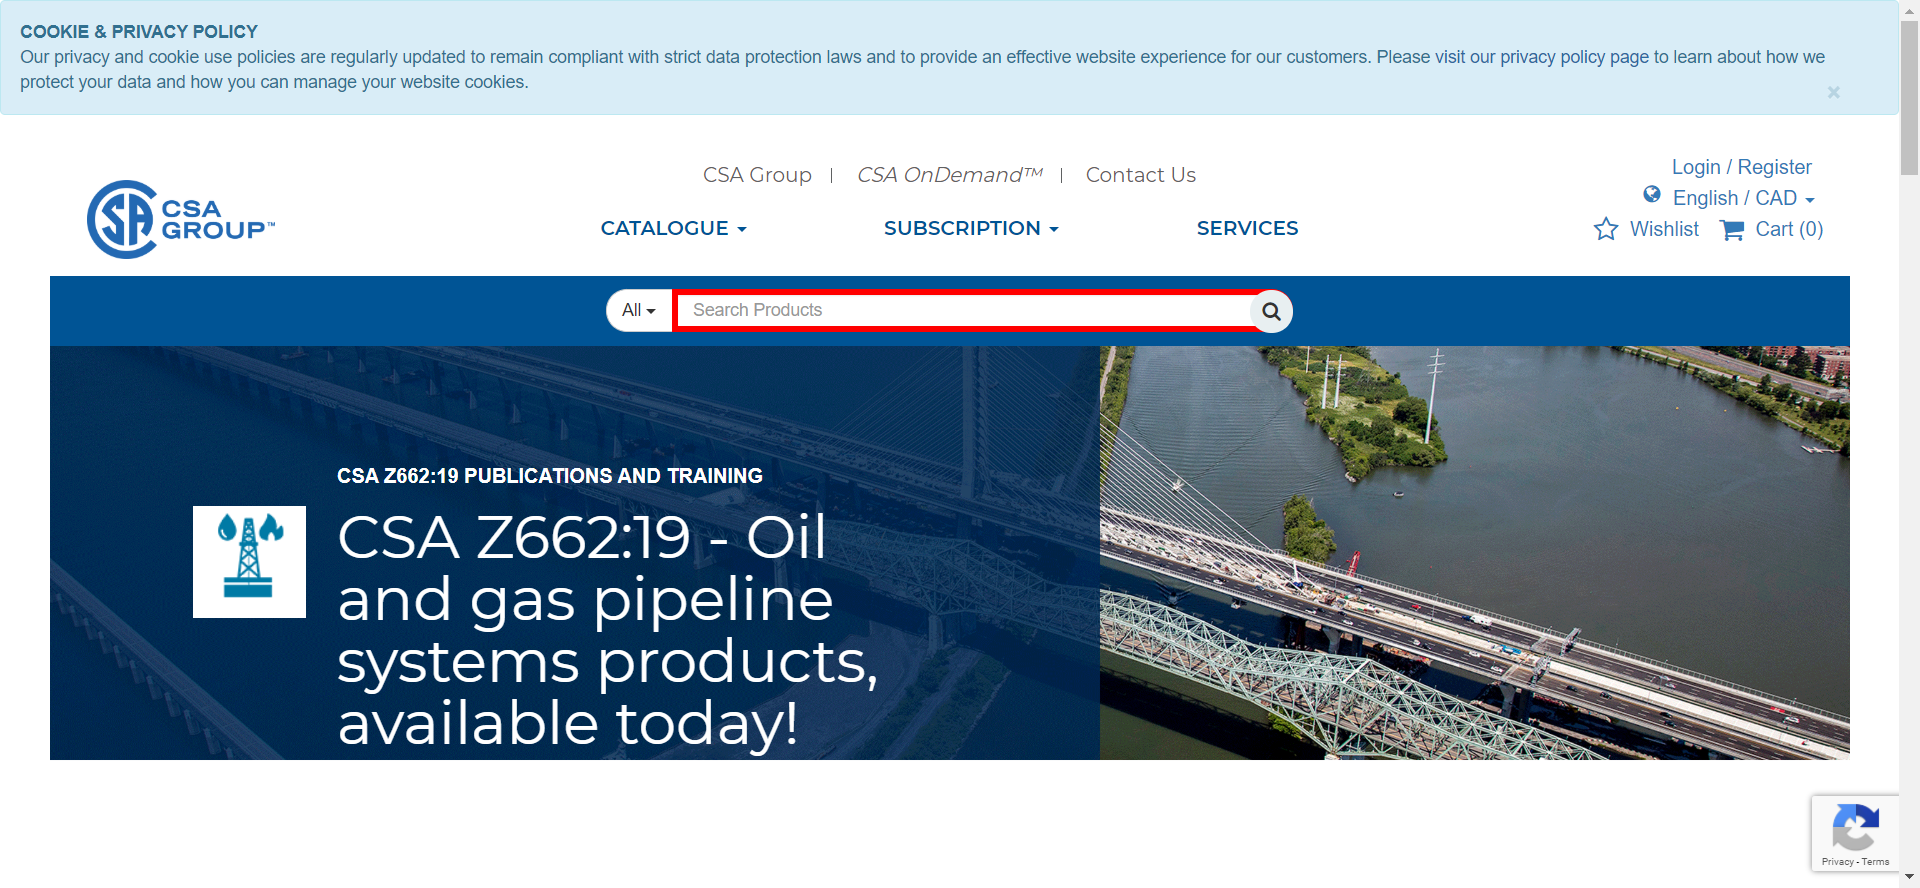 COOKIE & PRIVACY POLICY
Our privacy and cookie use policies are regularly updated to remain compliant with strict data protection laws and to provide an effective website experience for our customers. Please visit our privacy policy page to learn about how we
protect your data and how you can manage your website cookies.
×
CSA Group | CSA OnDemand™ | Contact Us
Login / Register
English / CAD
CSA
GROUP™
CATALOGUE SUBSCRIPTION SERVICES
Wishlist Cart (0)
All Search Products
CSA Z662:19 PUBLICATIONS AND TRAINING
CSA Z662:19 - Oil
and gas pipeline
systems products,
available today!
Privacy - Terms